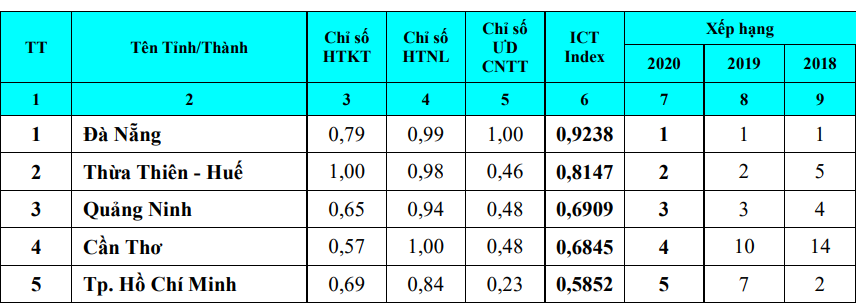 TT Tên Tỉnh/Thành Chỉ số HTKT Chỉ số HTNL Chỉ số ƯD CNTT ICT Index Xếp hạng
2020 2019 2018
1 2 3 4 5 6 7 8 9
1 Đà Nẵng 0,79 0,99 1,00 0,9238 1 1 1
2 Thừa Thiên - Huế 1,00 0,98 0,46 0,8147 2 2 5
3 Quảng Ninh 0,65 0,94 0,48 0,6909 3 3 4
4 Cần Thơ 0,57 1,00 0,48 0,6845 4 10 14
5 Tp. Hồ Chí Minh 0,69 0,84 0,23 0,5852 5 7 2